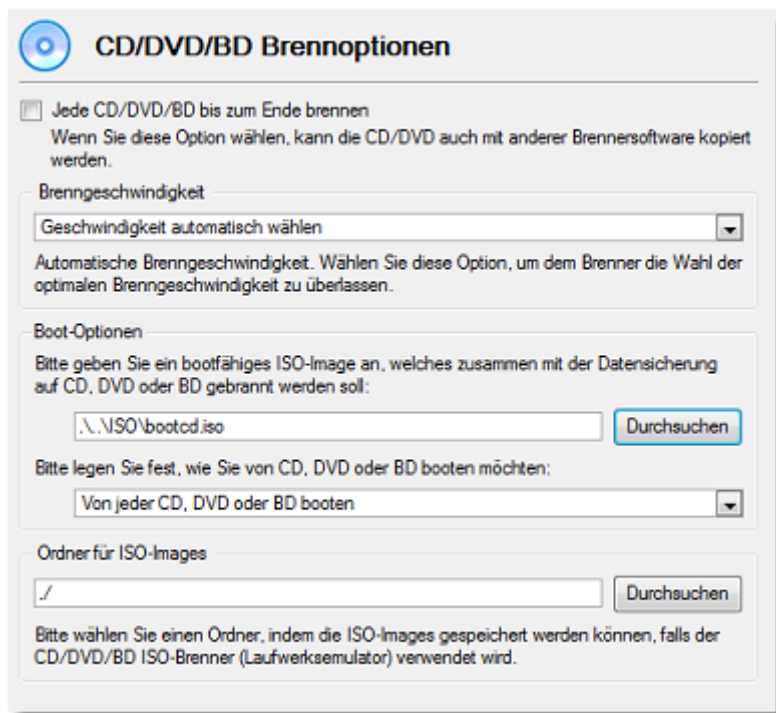 CD/DVD/BD Brennoptionen
Jede CD/DVD/BD bis zum Ende brennen
Wenn Sie diese Option wählen, kann die CD/DVD auch mit anderer Brennersoftware kopiert
werden.
Brenngeschwindigkeit
Geschwindigkeit automatisch wählen
Automatische Brenngeschwindigkeit. Wählen Sie diese Option, um dem Brenner die Wahl der
optimalen Brenngeschwindigkeit zu überlassen.
Boot-Optionen
Bitte geben Sie ein bootfähiges ISO-Image an, welches zusammen mit der Datensicherung
auf CD, DVD oder BD gebrannt werden soll:
.\..\ISO\bootcd.iso
Durchsuchen
Bitte legen Sie fest, wie Sie von CD, DVD oder BD booten möchten:
Von jeder CD, DVD oder BD booten
Ordner für ISO-Images
./
Durchsuchen
Bitte wählen Sie einen Ordner, indem die ISO-Images gespeichert werden können, falls der
CD/DVD/BD ISO-Brenner (Laufwerksemulator) verwendet wird.